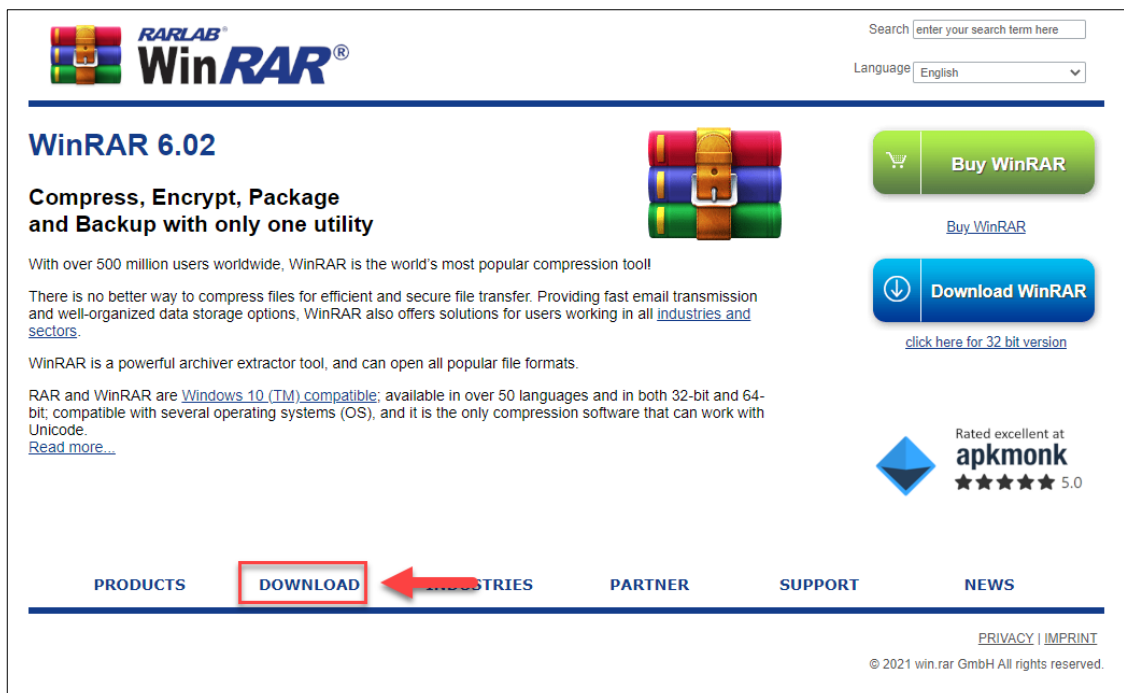 RARLAB®
WinRAR®
Search enter your search term here
Language English
WinRAR 6.02
Compress, Encrypt, Package
and Backup with only one utility
With over 500 million users worldwide, WinRAR is the world's most popular compression tool!
There is no better way to compress files for efficient and secure file transfer. Providing fast email transmission
and well-organized data storage options, WinRAR also offers solutions for users working in all industries and
sectors.
WinRAR is a powerful archiver extractor tool, and can open all popular file formats.
RAR and WinRAR are Windows 10 (TM) compatible; available in over 50 languages and in both 32-bit and 64-
bit; compatible with several operating systems (OS), and it is the only compression software that can work with
Unicode.
Read more...
Buy WinRAR
Buy WinRAR
Download WinRAR
click here for 32 bit version
Rated excellent at
apkmonk
5.0
PRODUCTS DOWNLOAD INDUSTRIES PARTNER SUPPORT NEWS
PRIVACY | IMPRINT
© 2021 win.rar GmbH All rights reserved.